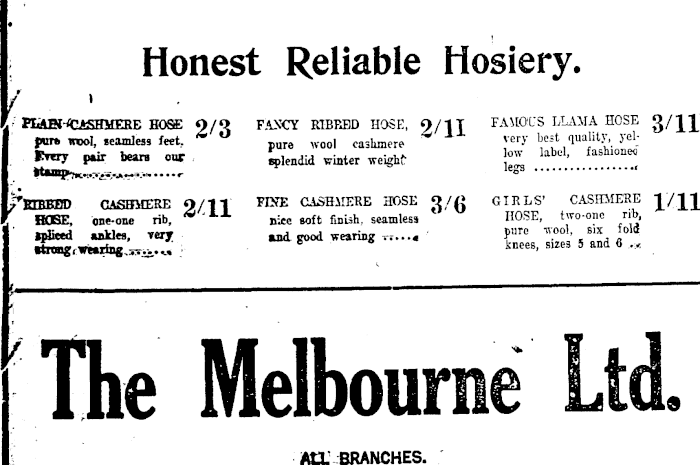 Honest Reliable Hosiery.
PLAIN CASHMERE HOSE 2/3
pure wool, seamless feet.
Every pair bears our
stamp
FANCY RIBBED HOSE, 2/11
pure wool cashmere
splendid winter weight
FAMOUS LLAMA HOSE 3/11
very best quality, yel-
low label, fashioned
legs
RIBBED CASHMERE 2/11
HOSE, one-one rib,
spliced ankles, very
strong wearing
FINE CASHMERE HOSE 3/6
nice soft finish, seamless
and good wearing
GIRLS' CASHMERE 1/11
HOSE, two-one rib,
pure wool, six fold
knees, sizes 5 and 6
The Melbourne Ltd.
ALL BRANCHES.